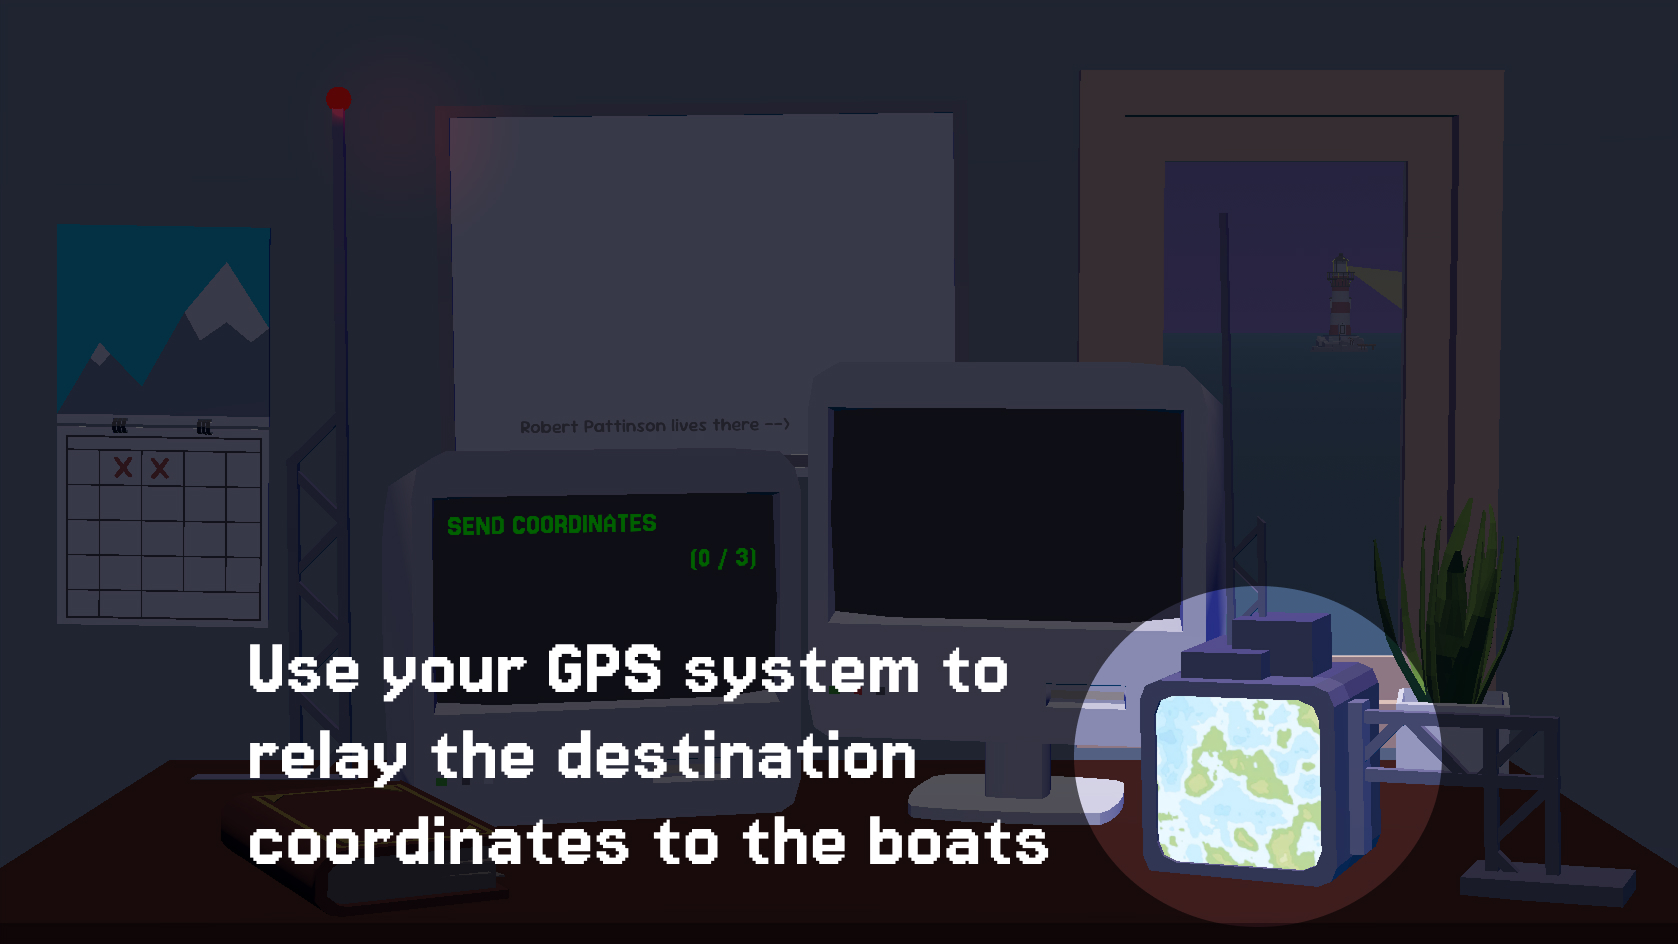 Robert Pattinson lives there -->
SEND COORDINATES
(0 / 3)
X X
Use your GPS system to
relay the destination
coordinates to the boats